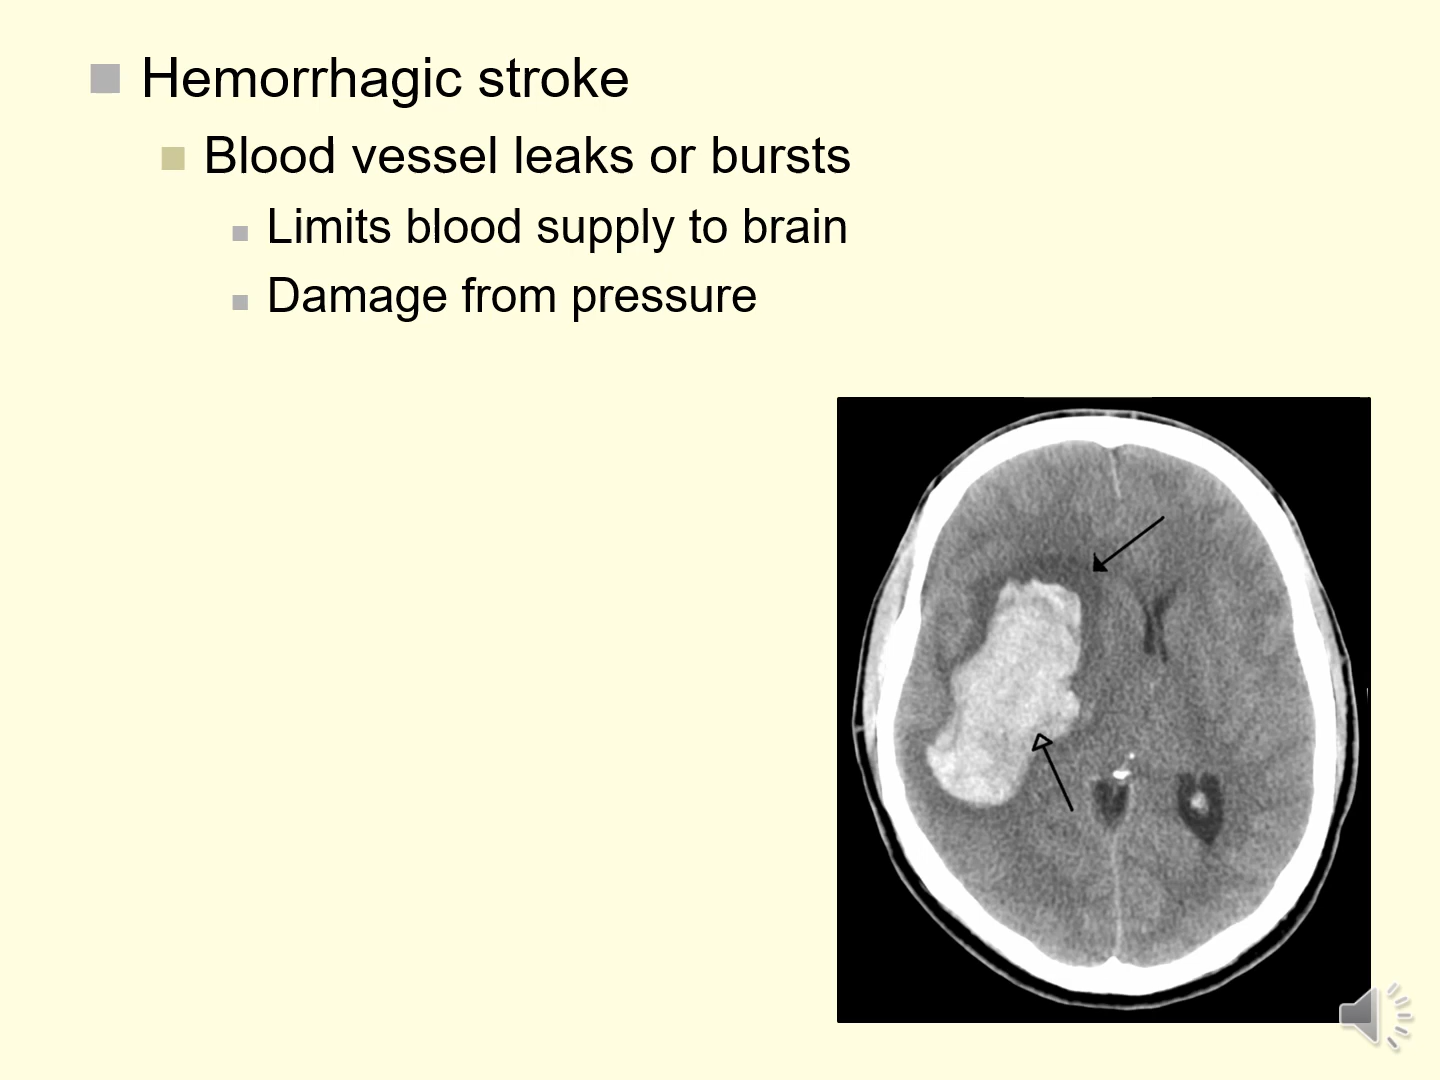 Hemorrhagic stroke
Blood vessel leaks or bursts
Limits blood supply to brain
Damage from pressure